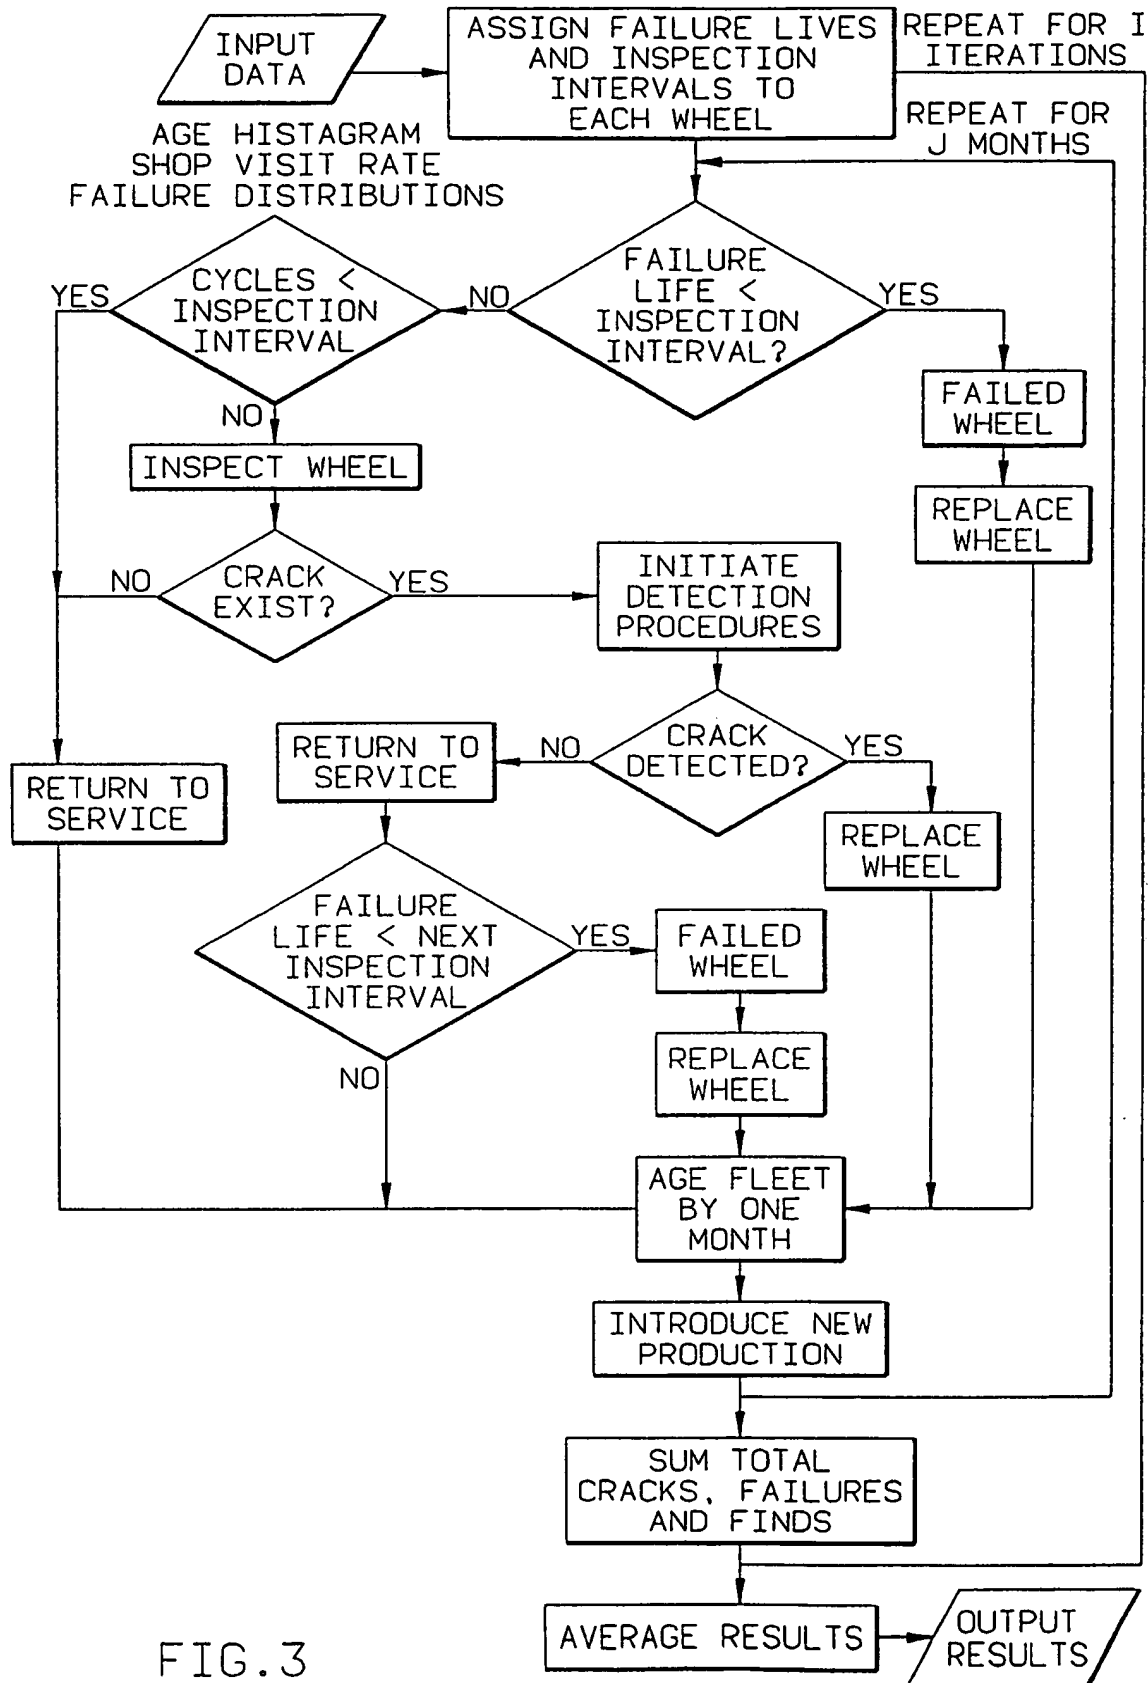 INPUT
DATA
ASSIGN FAILURE LIVES
AND INSPECTION
INTERVALS TO
EACH WHEEL
REPEAT FOR I
ITERATIONS
REPEAT FOR
J MONTHS
AGE HISTAGRAM
SHOP VISIT RATE
FAILURE DISTRIBUTIONS
YES
CYCLES <
INSPECTION
INTERVAL
NO
FAILURE
LIFE <
INSPECTION
INTERVAL?
YES
FAILED
WHEEL
NO
INSPECT WHEEL
REPLACE
WHEEL
NO
CRACK
EXIST?
YES
INITIATE
DETECTION
PROCEDURES
RETURN TO
SERVICE
RETURN TO
SERVICE
NO
CRACK
DETECTED?
YES
REPLACE
WHEEL
FAILURE
LIFE < NEXT
INSPECTION
INTERVAL
YES
FAILED
WHEEL
NO
REPLACE
WHEEL
AGE FLEET
BY ONE
MONTH
INTRODUCE NEW
PRODUCTION
SUM TOTAL
CRACKS, FAILURES
AND FINDS
AVERAGE RESULTS
OUTPUT
RESULTS
FIG.3